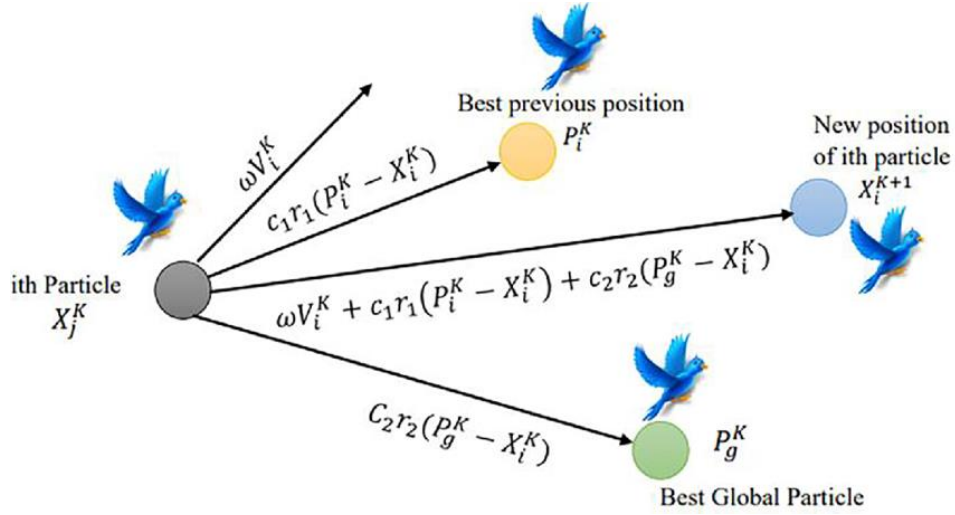 Best previous position
P_i^K
New position
of ith particle
X_i^{K+1}
ωV_i^K
c_1r_1(P_i^K − X_i^K)
ith Particle
X_j^K
ωV_i^K + c_1r_1(P_i^K − X_i^K) + c_2r_2(P_g^K − X_i^K)
C_2r_2(P_g^K − X_i^K)
P_g^K
Best Global Particle